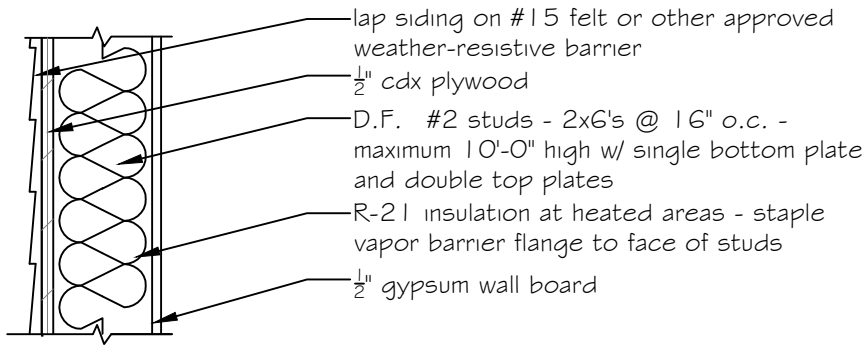 lap siding on #15 felt or other approved
weather-resistive barrier
½" cdx plywood
D.F. #2 studs - 2x6's @ 16" o.c. -
maximum 10'-0" high w/ single bottom plate
and double top plates
R-21 insulation at heated areas - staple
vapor barrier flange to face of studs
½" gypsum wall board